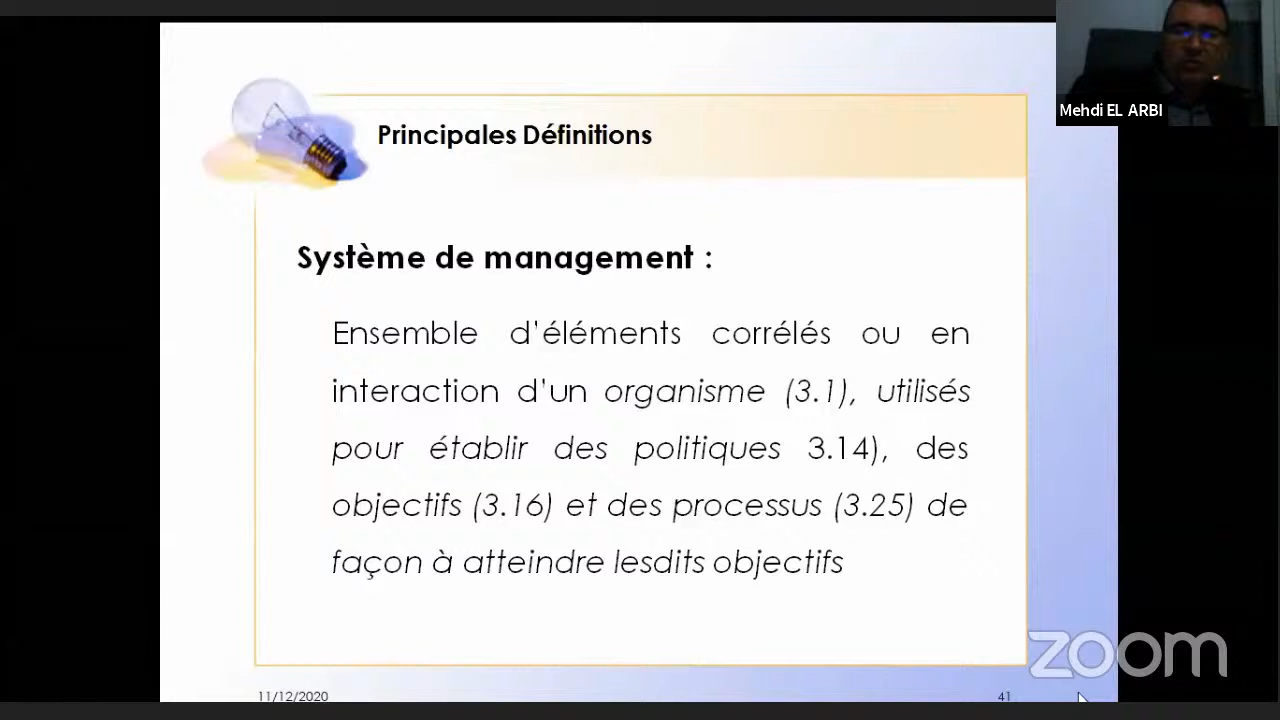 Mehdi EL ARBI
Principales Définitions
Système de management :
Ensemble d'éléments corrélés ou en
interaction d'un organisme (3.1), utilisés
pour établir des politiques 3.14), des
objectifs (3.16) et des processus (3.25) de
façon à atteindre lesdits objectifs
zoom
11/12/2020
41